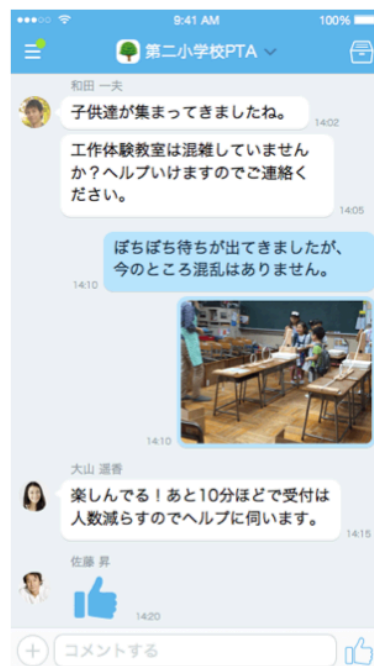 9:41 AM
100%
第二小学校PTA
和田 一夫
子供達が集まってきましたね。
14:02
工作体験教室は混雑していません
か？ヘルプいけますのでご連絡く
ださい。
14:05
ぼちぼち待ちが出てきましたが、
今のところ混乱はありません。
14:10
14:10
大山 遥香
楽しんでる！あと10分ほどで受付は
人数減らすのでヘルプに伺います。
14:15
佐藤 昇
14:20
コメントする